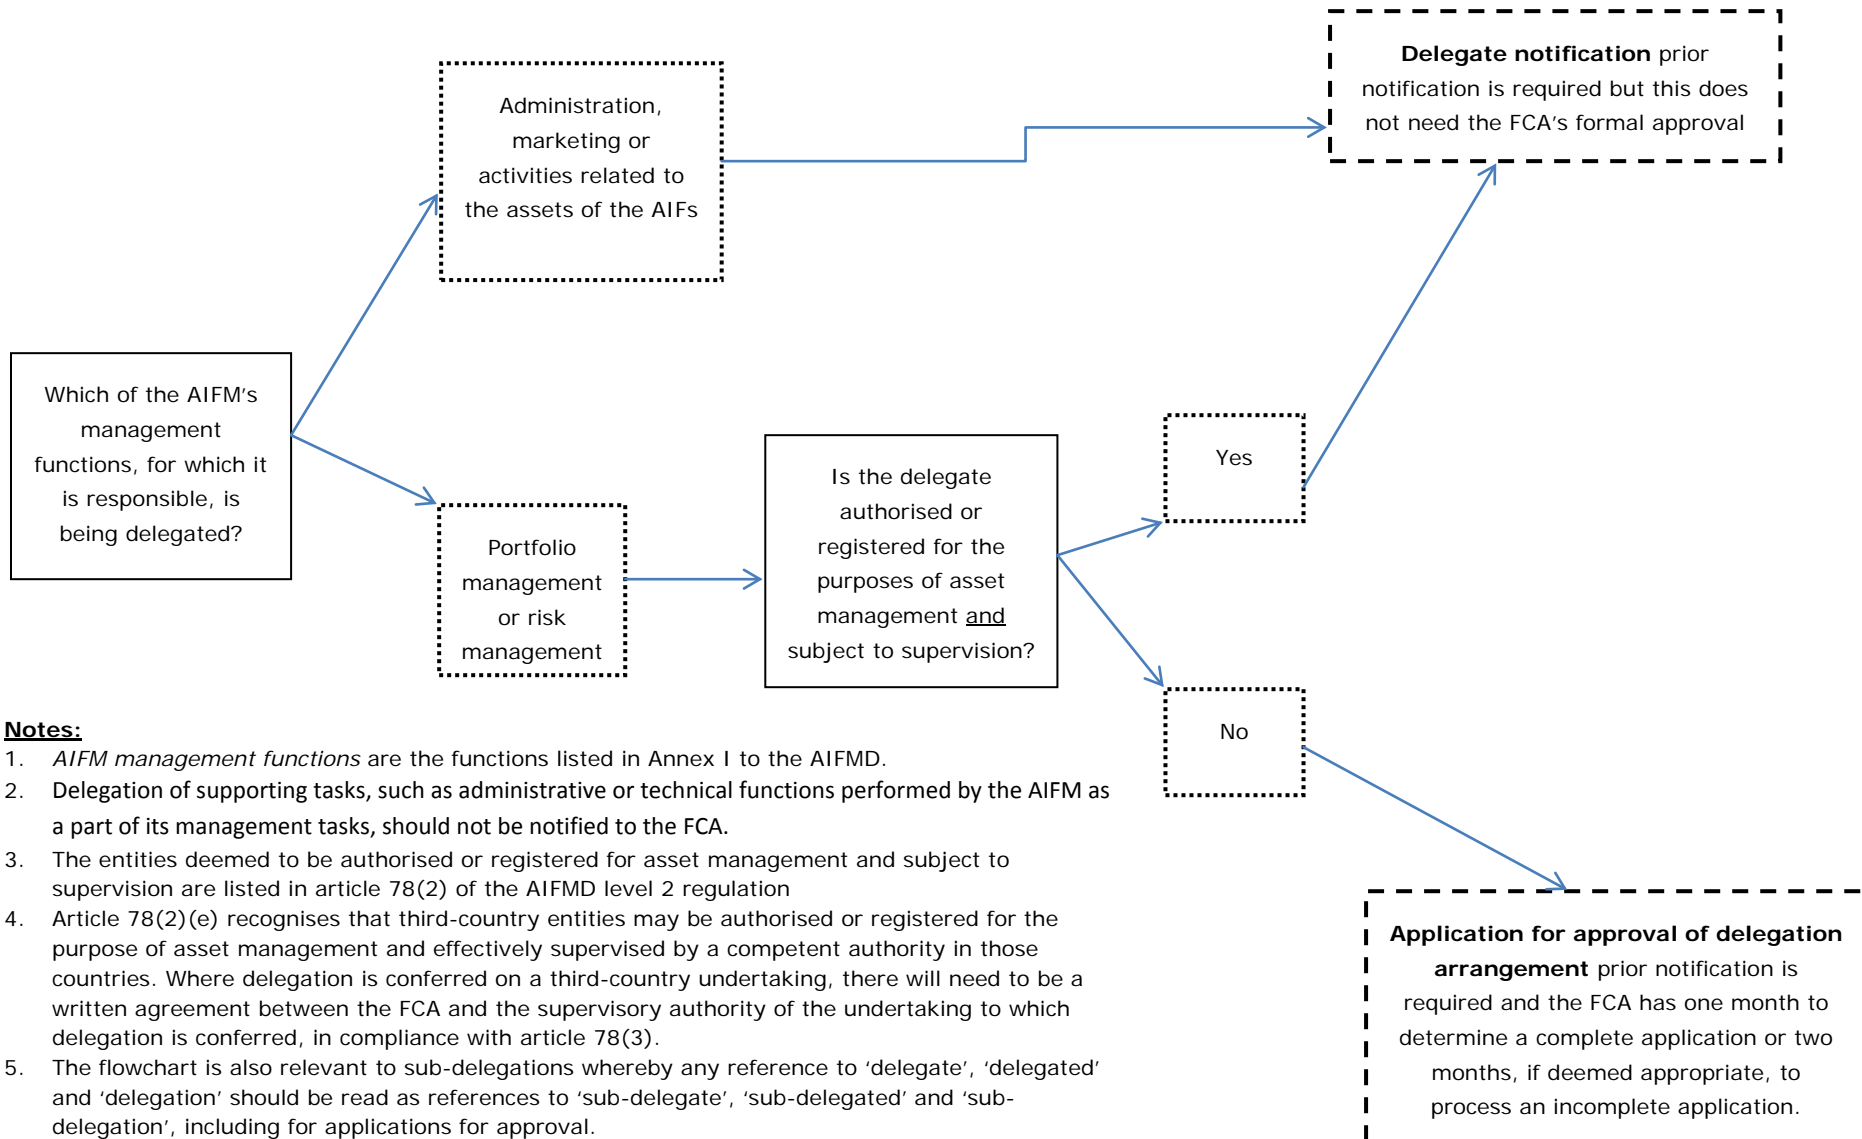 Delegate notification prior
notification is required but this does
not need the FCA's formal approval
Administration,
marketing or
activities related to
the assets of the AIFs
Which of the AIFM's
management
functions, for which it
is responsible, is
being delegated?
Portfolio
management
or risk
management
Is the delegate
authorised or
registered for the
purposes of asset
management and
subject to supervision?
Yes
No
Application for approval of delegation
arrangement prior notification is
required and the FCA has one month to
determine a complete application or two
months, if deemed appropriate, to
process an incomplete application.
Notes:
1. AIFM management functions are the functions listed in Annex I to the AIFMD.
2. Delegation of supporting tasks, such as administrative or technical functions performed by the AIFM as
a part of its management tasks, should not be notified to the FCA.
3. The entities deemed to be authorised or registered for asset management and subject to
supervision are listed in article 78(2) of the AIFMD level 2 regulation
4. Article 78(2)(e) recognises that third-country entities may be authorised or registered for the
purpose of asset management and effectively supervised by a competent authority in those
countries. Where delegation is conferred on a third-country undertaking, there will need to be a
written agreement between the FCA and the supervisory authority of the undertaking to which
delegation is conferred, in compliance with article 78(3).
5. The flowchart is also relevant to sub-delegations whereby any reference to 'delegate', 'delegated'
and 'delegation' should be read as references to 'sub-delegate', 'sub-delegated' and 'sub-
delegation', including for applications for approval.